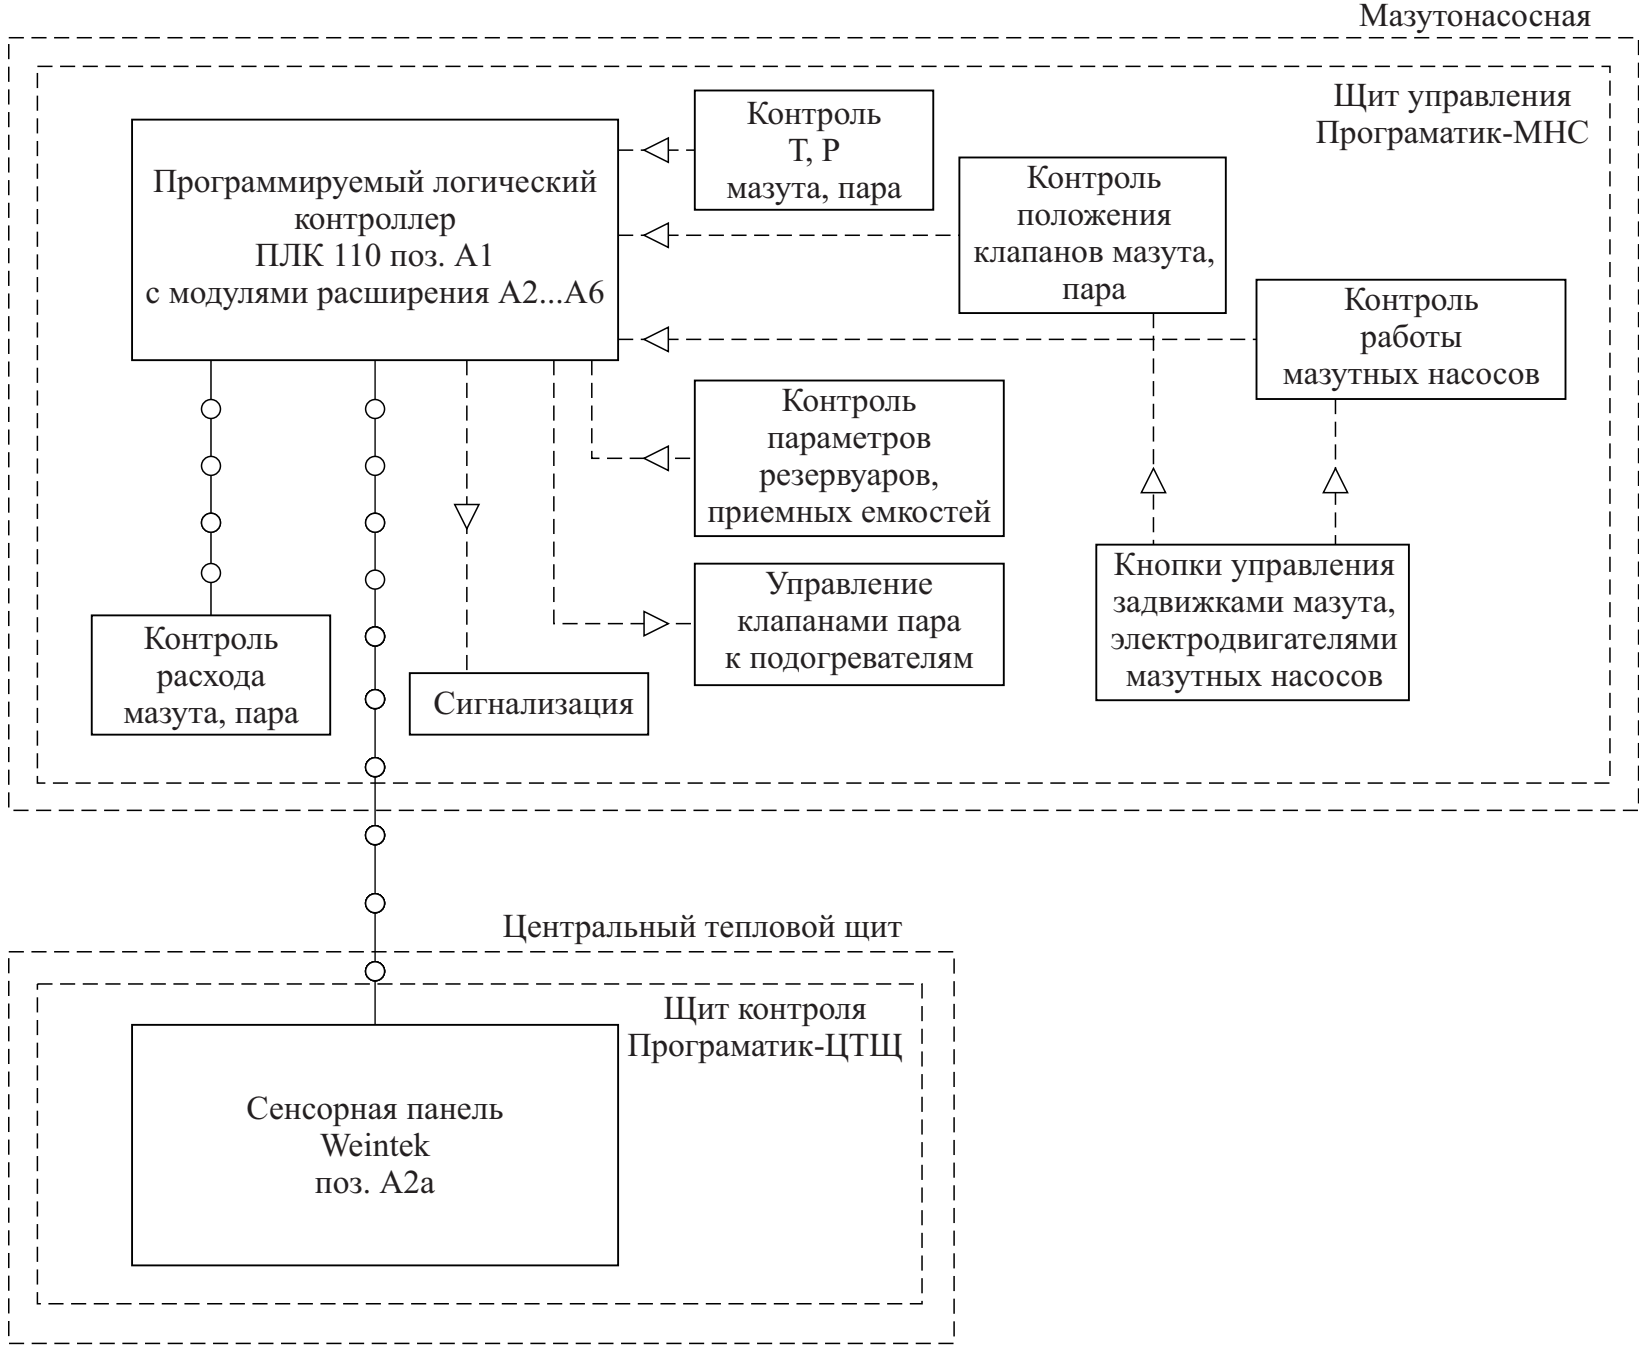 Мазутонасосная
Щит управления
Програматик-МНС
Контроль
Т, Р
мазута, пара
Программируемый логический
контроллер
ПЛК 110 поз. А1
с модулями расширения А2...А6
Контроль
положения
клапанов мазута,
пара
Контроль
работы
мазутных насосов
Контроль
параметров
резервуаров,
приемных емкостей
Управление
клапанами пара
к подогревателям
Кнопки управления
задвижками мазута,
электродвигателями
мазутных насосов
Контроль
расхода
мазута, пара
Сигнализация
Центральный тепловой щит
Щит контроля
Програматик-ЦТЩ
Сенсорная панель
Weintek
поз. А2а